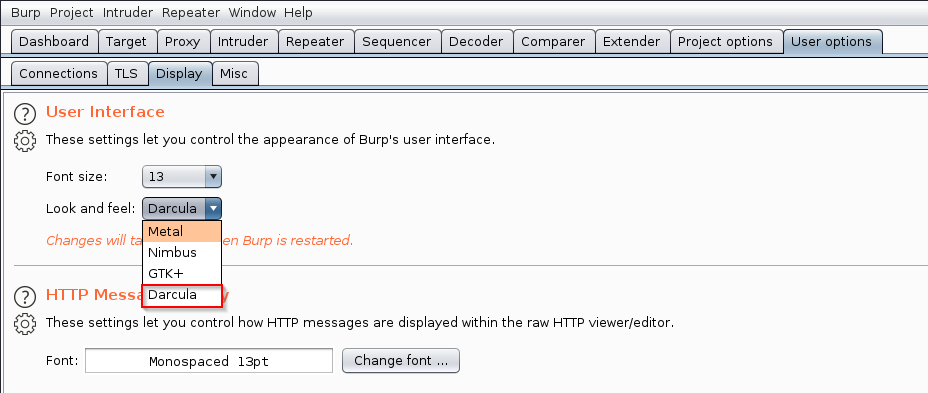 Burp Project Intruder Repeater Window Help
Dashboard Target Proxy Intruder Repeater Sequencer Decoder Comparer Extender Project options User options
Connections TLS Display Misc
? User Interface
These settings let you control the appearance of Burp's user interface.
Font size: 13
Look and feel: Darcula
Metal
Changes will ta en Burp is restarted.
Nimbus
GTK+
Darcula
? HTTP Messa y
These settings let you control how HTTP messages are displayed within the raw HTTP viewer/editor.
Font: Monospaced 13pt Change font ...